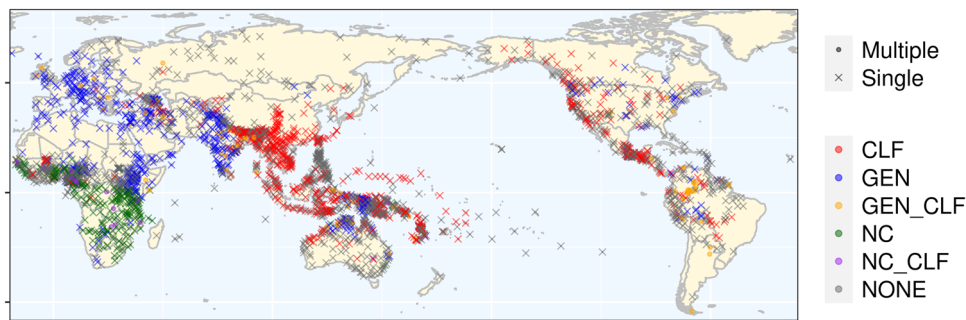 Multiple
Single
CLF
GEN
GEN_CLF
NC
NC_CLF
NONE